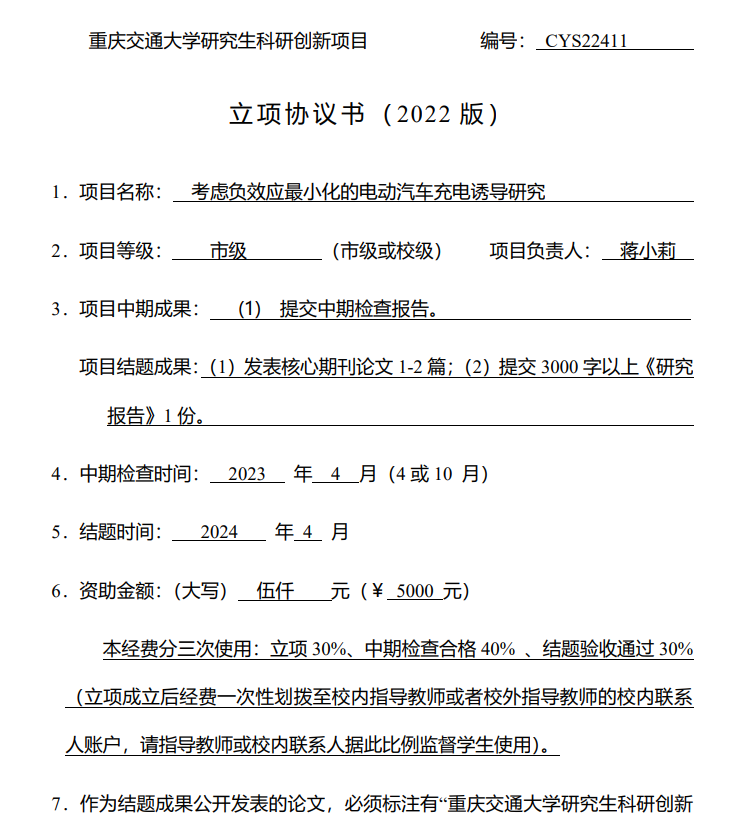 重庆交通大学研究生科研创新项目 编号：CYS22411
立项协议书（2022 版）
1．项目名称：考虑负效应最小化的电动汽车充电诱导研究
2．项目等级：市级（市级或校级） 项目负责人：蒋小莉
3．项目中期成果：（1） 提交中期检查报告。
项目结题成果：（1）发表核心期刊论文 1-2 篇；（2）提交 3000 字以上《研究
报告》1 份。
4．中期检查时间：2023 年 4 月（4 或 10 月）
5．结题时间：2024 年 4 月
6．资助金额：（大写） 伍仟 元（￥ 5000 元）
本经费分三次使用：立项 30%、中期检查合格 40% 、结题验收通过 30%
（立项成立后经费一次性划拨至校内指导教师或者校外指导教师的校内联系
人账户，请指导教师或校内联系人据此比例监督学生使用）。
7．作为结题成果公开发表的论文，必须标注有“重庆交通大学研究生科研创新